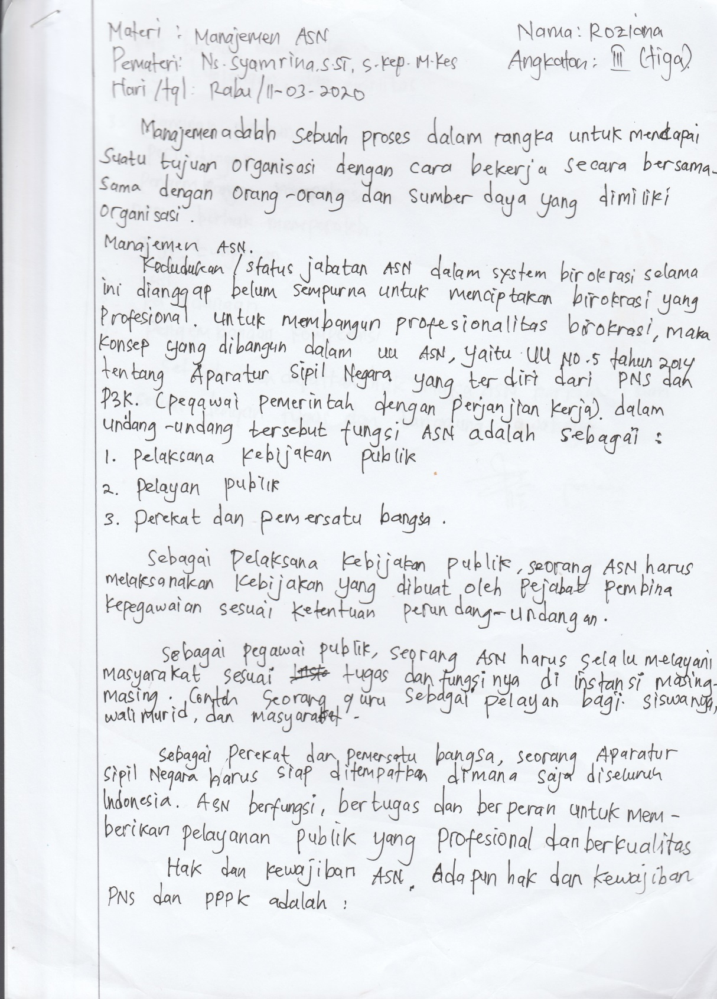 Materi : Manajemen ASN
Nama: Roziana
Pemateri: Ns. Syamrina, S.ST, S.Kep. M.Kes
Angkatan: III (tiga).
Hari/tgl: Rabu/11-03-2020
Manajemen adalah sebuah proses dalam rangka untuk mencapai
suatu tujuan organisasi dengan cara bekerja secara bersama-
sama dengan orang-orang dan sumber daya yang dimiliki
organisasi.
Manajemen ASN.
Kedudukan / status jabatan ASN dalam system birokrasi selama
ini dianggap belum sempurna untuk menciptakan birokrasi yang
Profesional. untuk membangun profesionalitas birokrasi, maka
konsep yang dibangun dalam uu ASN, yaitu UU NO.5 tahun 2014
tentang Aparatur Sipil Negara yang terdiri dari PNS dan
P3K. (pegawai pemerintah dengan Perjanjian Kerja). dalam
undang-undang tersebut fungsi ASN adalah sebagai :
1. Pelaksana Kebijakan publik
2. Pelayan publik
3. Perekat dan pemersatu bangsa.
Sebagai Pelaksana Kebijakan publik, seorang ASN harus
melaksanakan Kebijakan yang dibuat oleh Pejabat Pembina
Kepegawaian sesuai Ketentuan perundang-undangan.
Sebagai pegawai publik, seorang ASN harus selalu melayani
masyarakat sesuai tugas dan fungsinya di instansi masing-
masing. Contoh Seorang guru sebagai pelayan bagi siswanya,
wali murid, dan masyarakat.
Sebagai Perekat dan Pemersatu bangsa, seorang Aparatur
Sipil Negara harus siap ditempatkan dimana saja diseluruh
Indonesia. ASN berfungsi, bertugas dan berperan untuk mem-
berikan pelayanan publik yang Profesional dan berkualitas
Hak dan Kewajiban ASN. Adapun hak dan Kewajiban
PNS dan PPPK adalah :